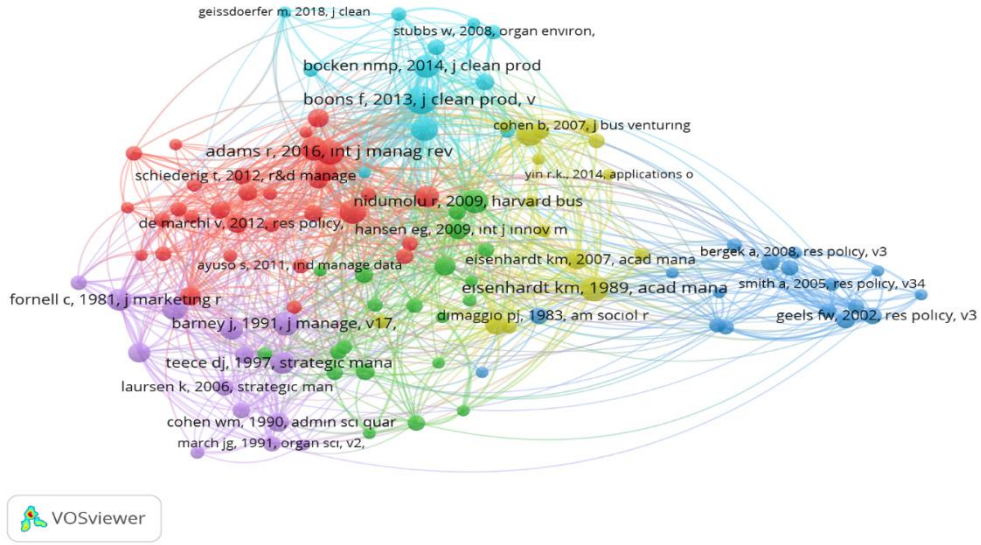 geissdoerfer m, 2018, j clean
stubbs w, 2008, organ environ,
bocken nmp, 2014, j clean prod
boons f, 2013, j clean prod, v
cohen b, 2007, j bus venturing
adams r, 2016, int j manag rev
schiederig t, 2012, r&d manage
yin r.k., 2014, applications o
nidumolu r, 2009, harvard bus
de marchi v, 2012, res policy,
hansen eg, 2009, int j innov m
bergek a, 2008, res policy, v3
ayuso s, 2011, ind manage data
eisenhardt km, 2007, acad mana
smith a, 2005, res policy, v34
eisenhardt km, 1989, acad mana
fornell c, 1981, j marketing r
dimaggio pj, 1983, am sociol r
geels fw, 2002, res policy, v3
barney j, 1991, j manage, v17,
teece dj, 1997, strategic mana
laursen k, 2006, strategic man
cohen wm, 1990, admin sci quar
march jg, 1991, organ sci, v2,
VOSviewer